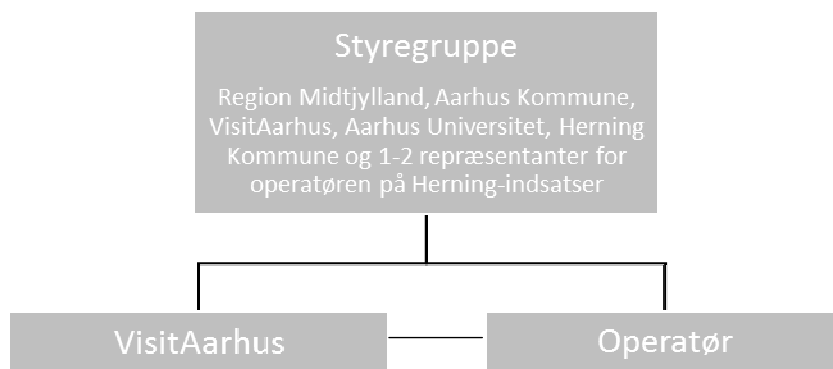 Styregruppe
Region Midtjylland, Aarhus Kommune,
VisitAarhus, Aarhus Universitet, Herning
Kommune og 1-2 repræsentanter for
operatøren på Herning-indsatser
VisitAarhus
Operatør